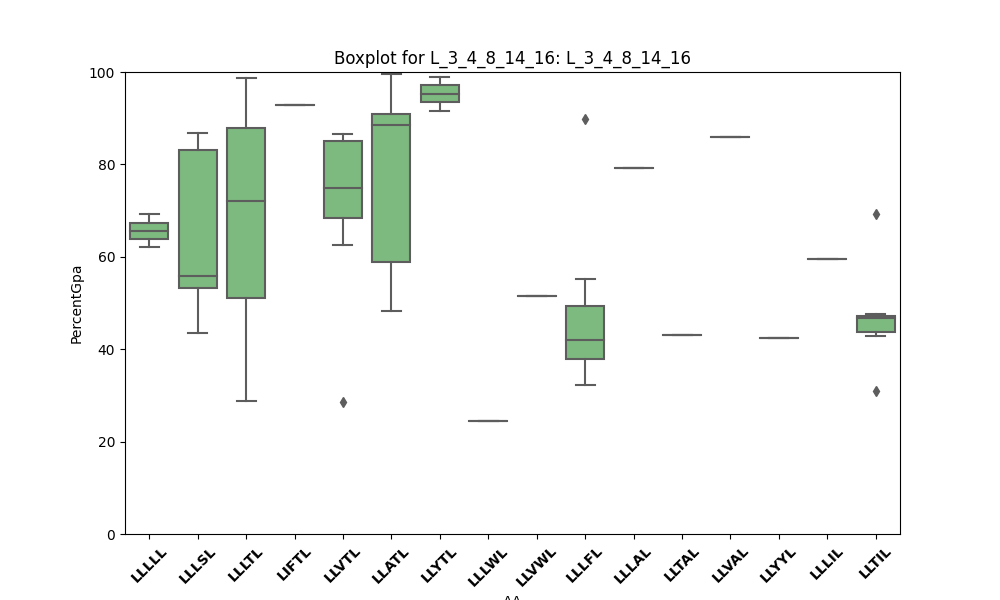 Boxplot for L_3_4_8_14_16: L_3_4_8_14_16
100
80
60
40
20
0
PercentGpa
LLLLL LLLSL LLLTL LIFTL LLVTL LLATL LLYTL LLLWL LLVWL LLLFL LLLAL LLTAL LLVAL LLYYL LLLIL LLTIL
AA